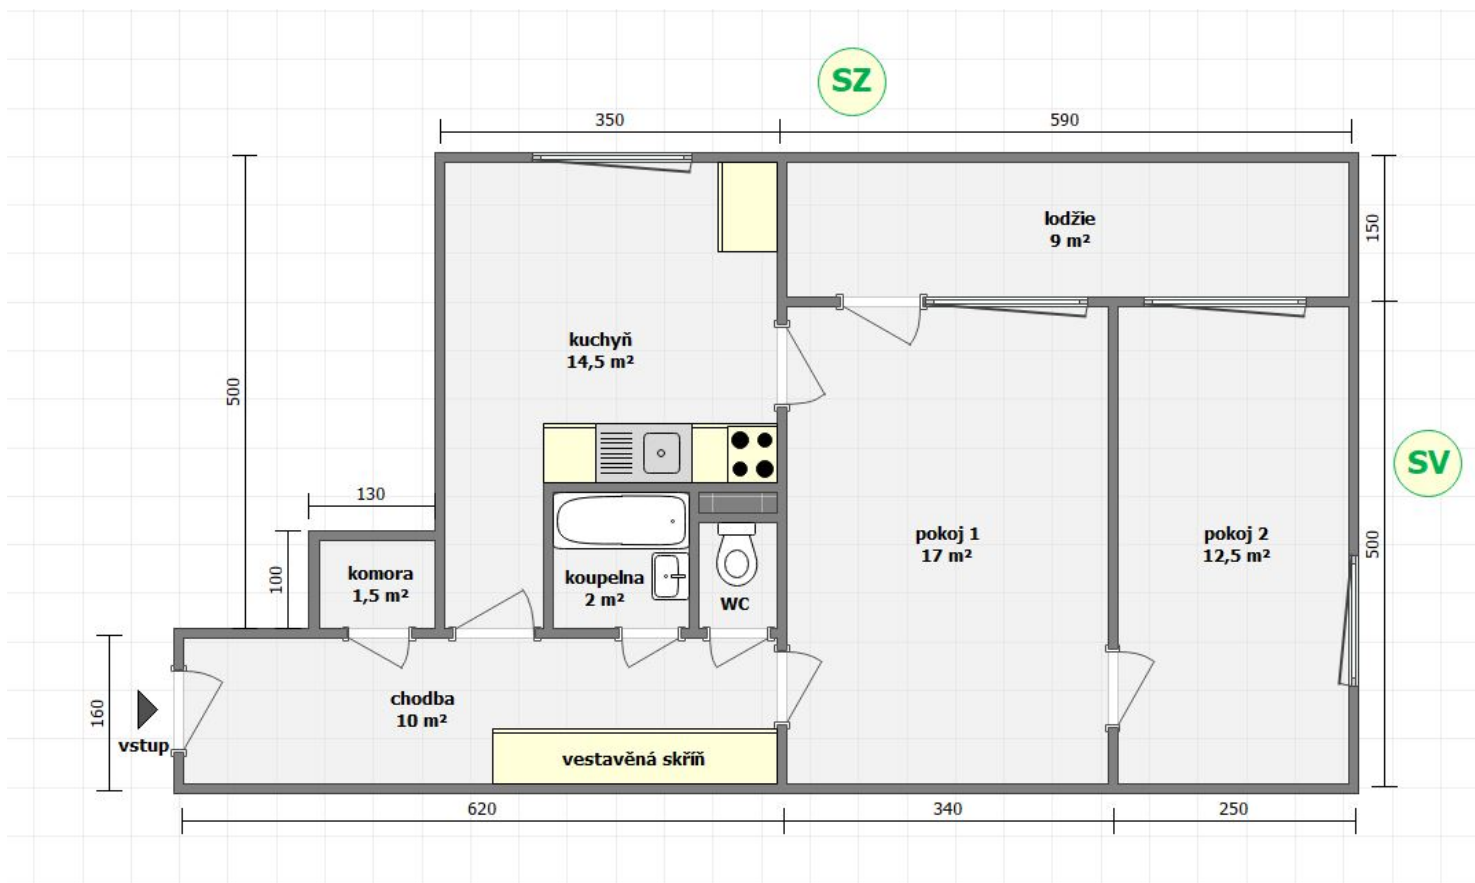 SZ
350
590
lodžie
9 m²
150
kuchyň
14,5 m²
500
SV
130
pokoj 1
17 m²
pokoj 2
12,5 m²
500
komora
1,5 m²
100
koupelna
2 m²
WC
chodba
10 m²
160
vstup
vestavěná skříň
620
340
250